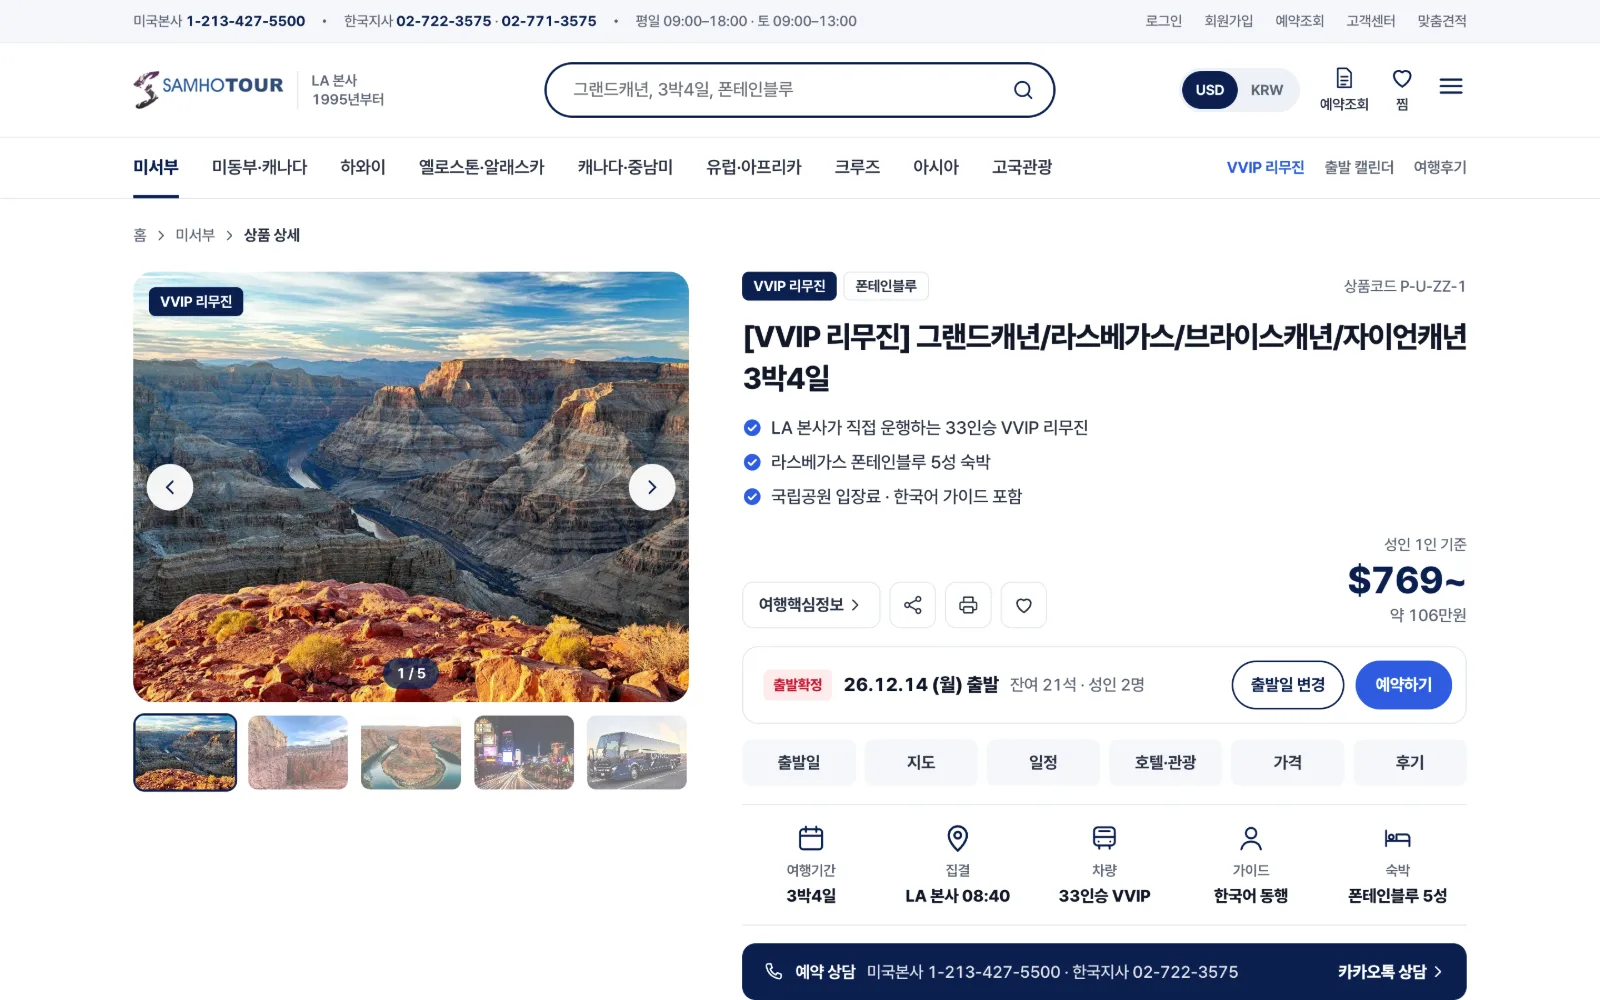 미국본사 1-213-427-5500 • 한국지사 02-722-3575 · 02-771-3575 • 평일 09:00–18:00 · 토 09:00–13:00
로그인 회원가입 예약조회 고객센터 맞춤견적
SAMHOTOUR
LA 본사
1995년부터
그랜드캐년, 3박4일, 폰테인블루
USD KRW
예약조회
찜
미서부 미동부·캐나다 하와이 옐로스톤·알래스카 캐나다·중남미 유럽·아프리카 크루즈 아시아 고국관광
VVIP 리무진 출발 캘린더 여행후기
홈 > 미서부 > 상품 상세
VVIP 리무진
1 / 5
VVIP 리무진 폰테인블루
상품코드 P-U-ZZ-1
[VVIP 리무진] 그랜드캐년/라스베가스/브라이스캐년/자이언캐년
3박4일
LA 본사가 직접 운행하는 33인승 VVIP 리무진
라스베가스 폰테인블루 5성 숙박
국립공원 입장료 · 한국어 가이드 포함
성인 1인 기준
$769~
약 106만원
여행핵심정보 >
출발확정 26.12.14 (월) 출발 잔여 21석 · 성인 2명
출발일 변경 예약하기
출발일 지도 일정 호텔·관광 가격 후기
여행기간 집결 차량 가이드 숙박
3박4일 LA 본사 08:40 33인승 VVIP 한국어 동행 폰테인블루 5성
예약 상담 미국본사 1-213-427-5500 · 한국지사 02-722-3575
카카오톡 상담 >